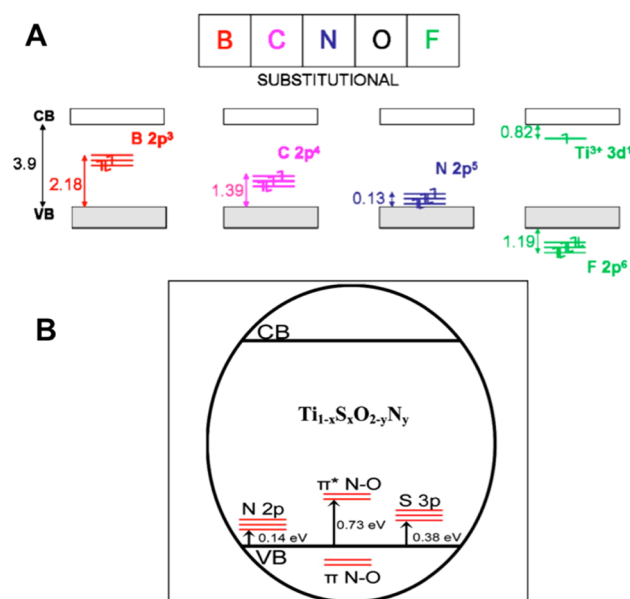 A
B C N O F
SUBSTITUTIONAL
CB
3.9
VB
B 2p³
2.18
C 2p⁴
1.39
N 2p⁵
0.13
0.82
Ti³⁺ 3d¹
1.19
F 2p⁶
B
CB
Ti₁₋ₓSₓO₂₋yNy
π* N-O
N 2p
S 3p
0.14 eV
0.73 eV
0.38 eV
VB
π N-O